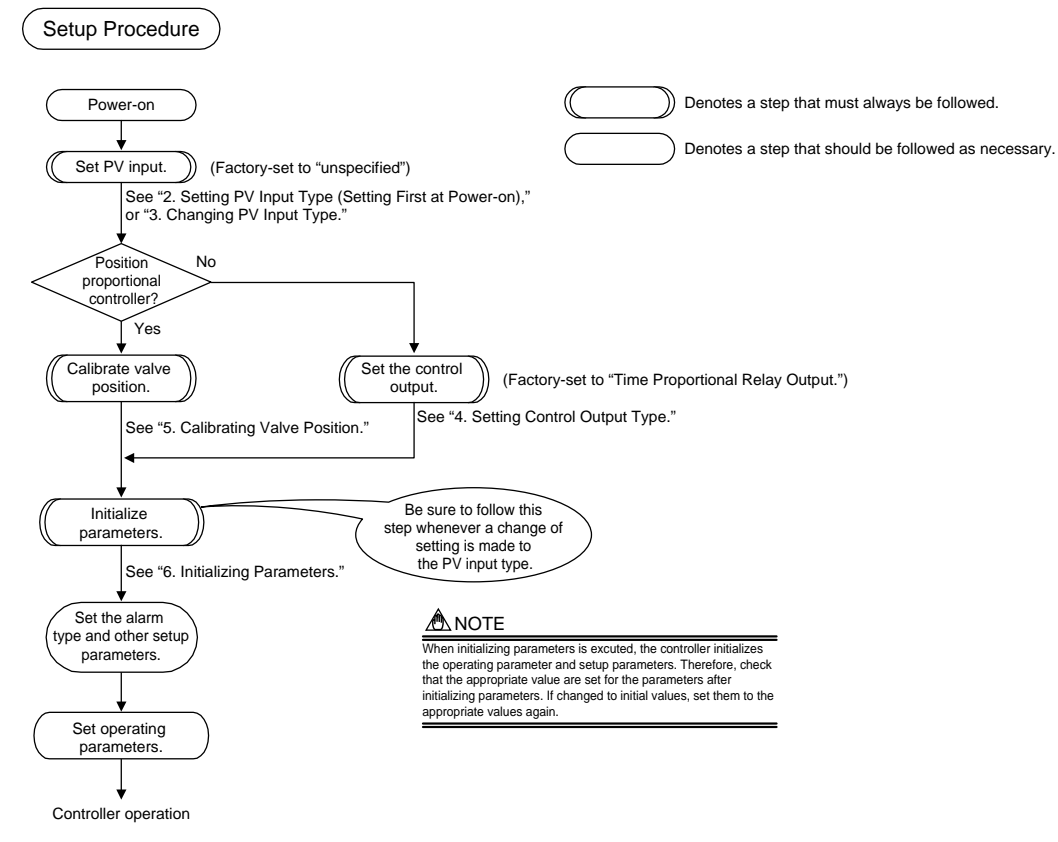 Setup Procedure
Power-on
Denotes a step that must always be followed.
Denotes a step that should be followed as necessary.
Set PV input.
(Factory-set to “unspecified”)
See “2. Setting PV Input Type (Setting First at Power-on),”
or “3. Changing PV Input Type.”
Position
proportional
controller?
No
Yes
Calibrate valve
position.
Set the control
output.
(Factory-set to “Time Proportional Relay Output.”)
See “5. Calibrating Valve Position.”
See “4. Setting Control Output Type.”
Initialize
parameters.
Be sure to follow this
step whenever a change of
setting is made to
the PV input type.
See “6. Initializing Parameters.”
Set the alarm
type and other setup
parameters.
NOTE
When initializing parameters is excuted, the controller initializes
the operating parameter and setup parameters. Therefore, check
that the appropriate value are set for the parameters after
initializing parameters. If changed to initial values, set them to the
appropriate values again.
Set operating
parameters.
Controller operation